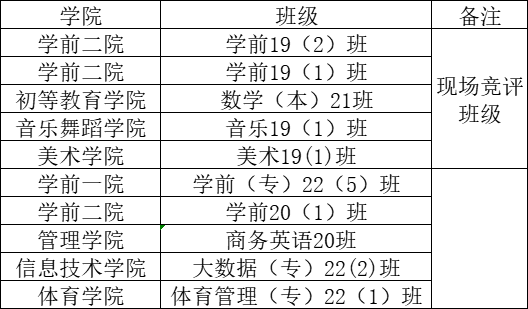 学院 班级 备注
学前二院 学前19（2）班
学前二院 学前19（1）班
初等教育学院 数学（本）21班
现场竞评
班级
音乐舞蹈学院 音乐19（1）班
美术学院 美术19(1)班
学前一院 学前（专）22（5）班
学前二院 学前20（1）班
管理学院 商务英语20班
信息技术学院 大数据（专）22(2)班
体育学院 体育管理（专）22（1）班